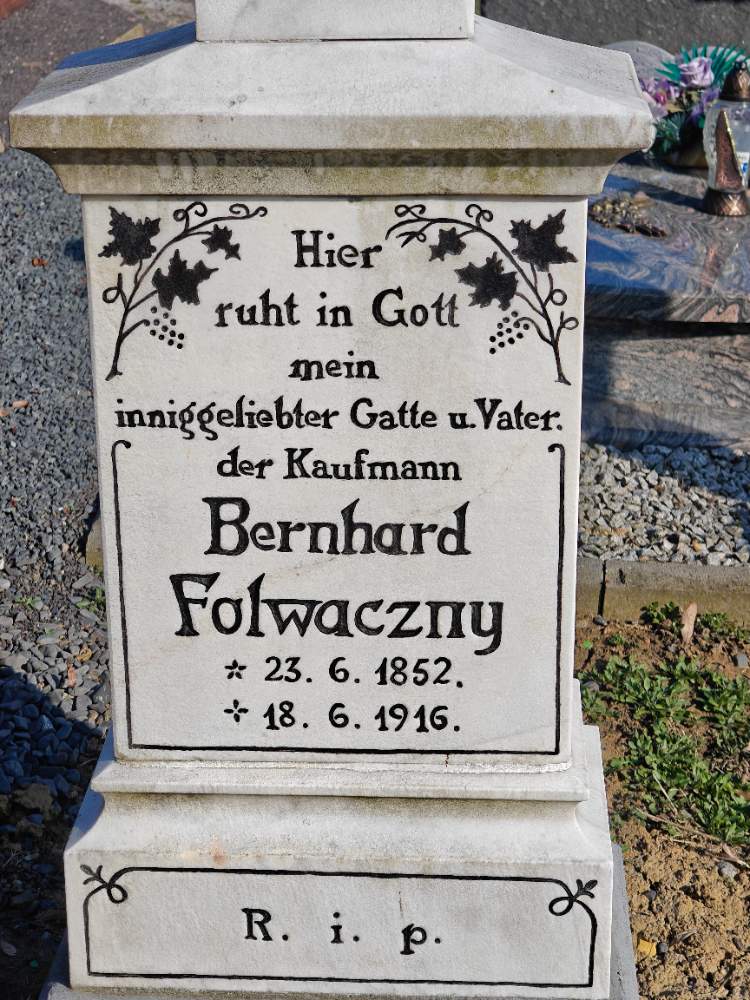 Hier
ruht in Gott
mein
inniggeliebter Gatte u. Vater.
der Kaufmann
Bernhard
Folwaczny
* 23. 6. 1852.
✢ 18. 6. 1916.
R. i. p.